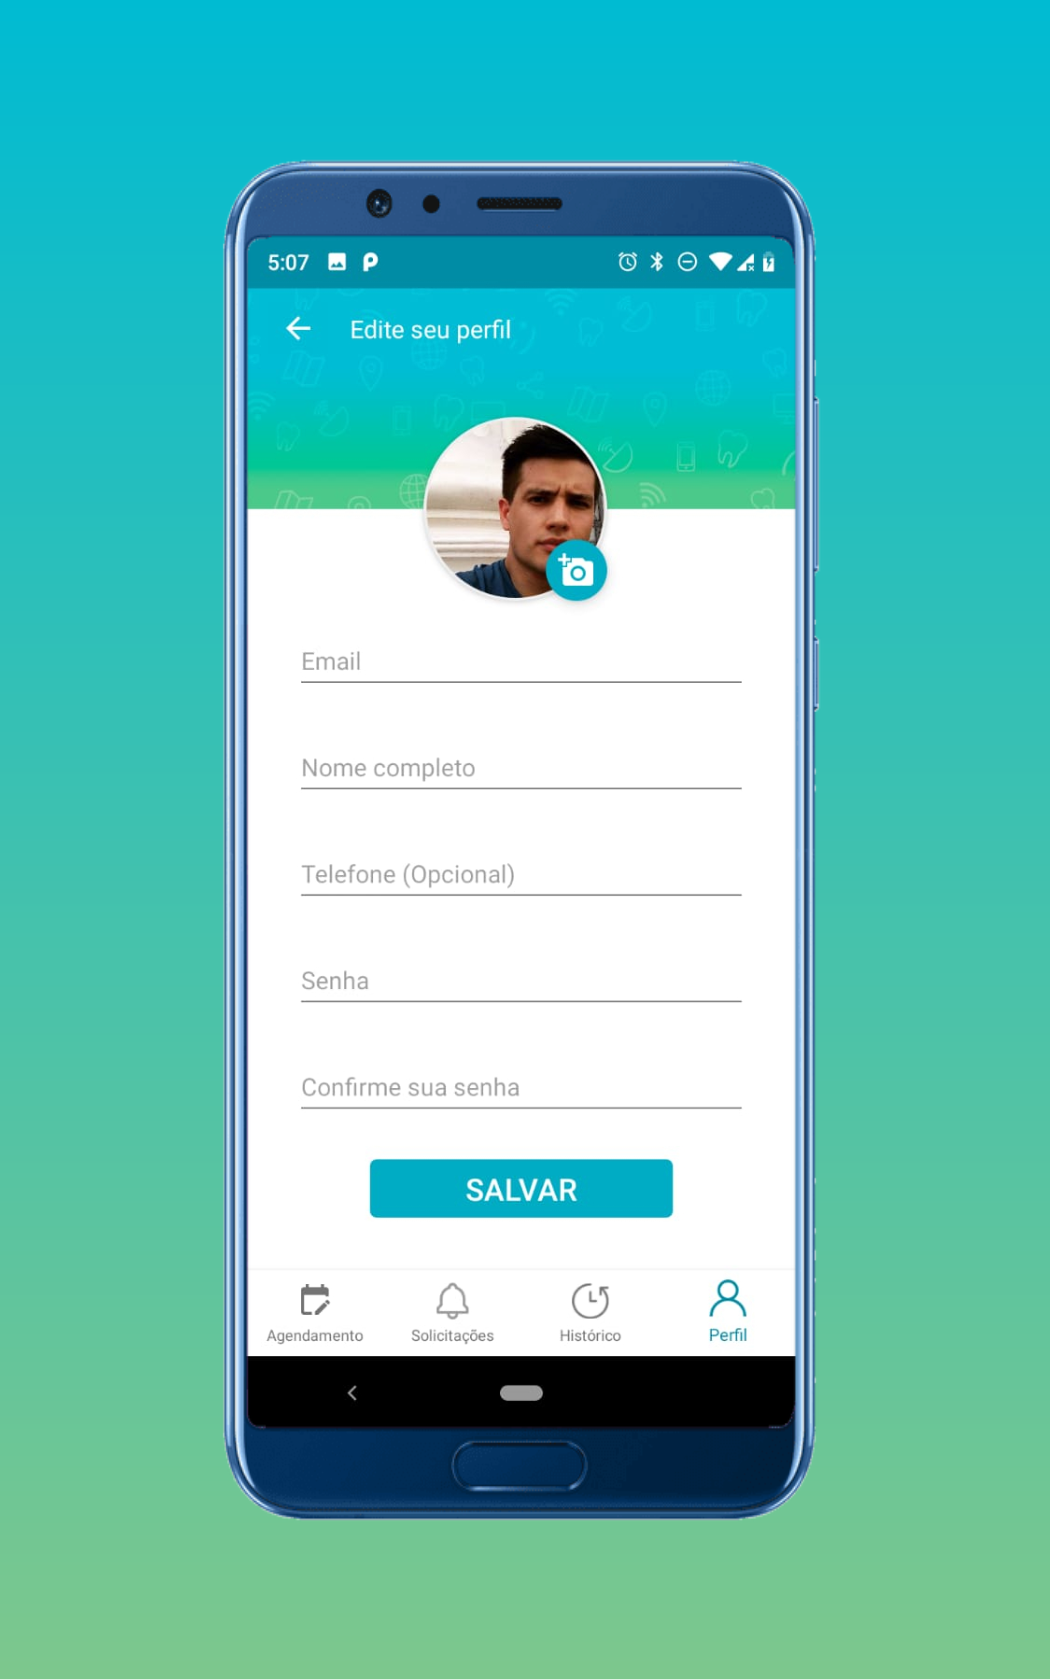 5:07
Edite seu perfil
Email
Nome completo
Telefone (Opcional)
Senha
Confirme sua senha
SALVAR
Agendamento Solicitações Histórico Perfil